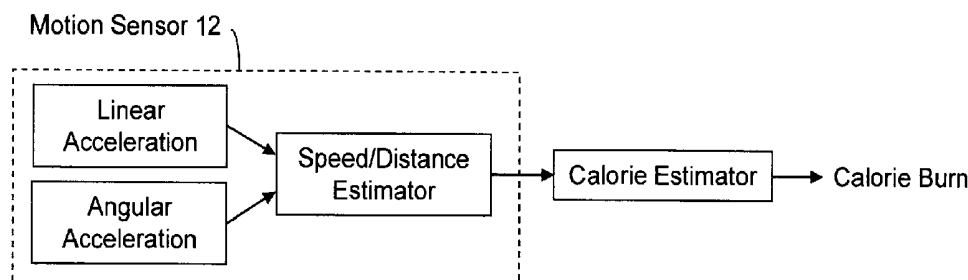 Motion Sensor 12
Linear
Acceleration
Angular
Acceleration
Speed/Distance
Estimator
Calorie Estimator
Calorie Burn